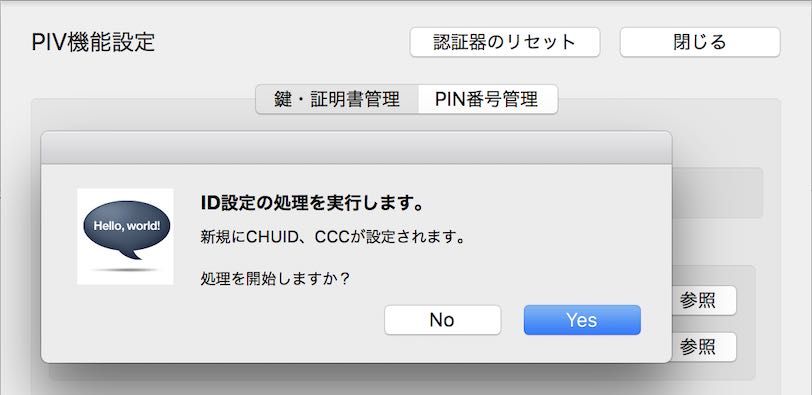 PIV機能設定
認証器のリセット
閉じる
鍵・証明書管理
PIN番号管理
Hello, world!
ID設定の処理を実行します。
新規にCHUID、CCCが設定されます。
処理を開始しますか？
No
Yes
参照
参照